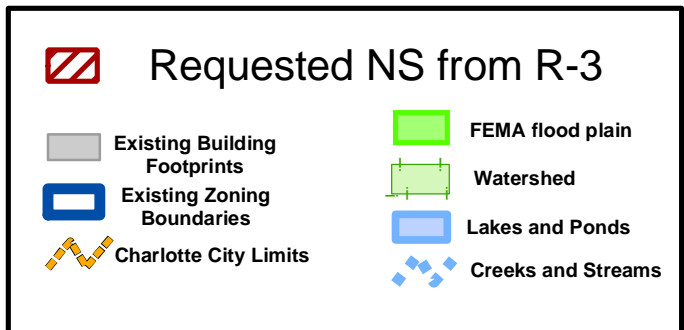 Requested NS from R-3
Existing Building
Footprints
Existing Zoning
Boundaries
Charlotte City Limits
FEMA flood plain
Watershed
Lakes and Ponds
Creeks and Streams